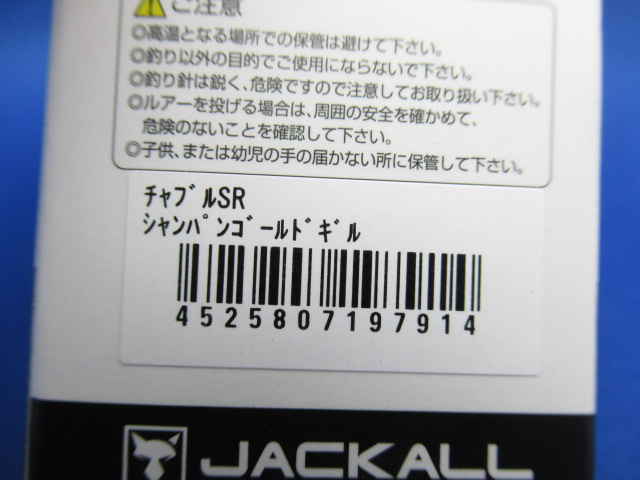 ご注意
◎高温となる場所での保管は避けて下さい。
◎釣り以外の目的でご使用にならないで下さい。
◎釣り針は鋭く、危険ですので注意してお取り扱い下さい。
◎ルアーを投げる場合は、周囲の安全を確かめて、
危険のないことを確認して下さい。
◎子供、または幼児の手の届かない所に保管して下さい。
ﾁｬﾌﾞﾙSR
ｼｬﾝﾊﾟﾝｺﾞｰﾙﾄﾞｷﾞﾙ
4525807197914
JACKALL